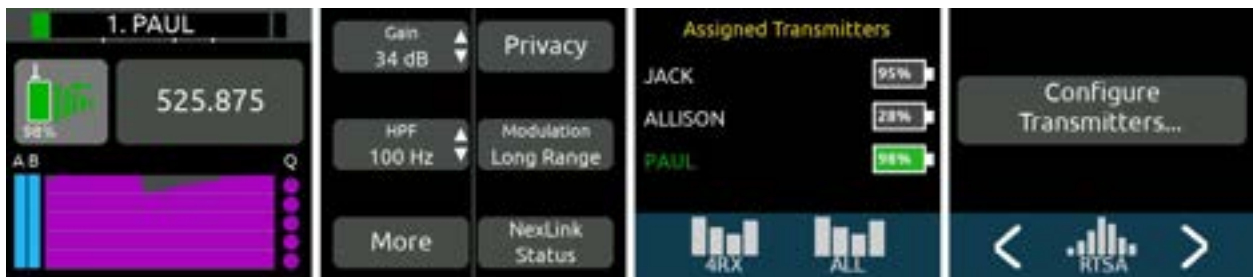 1. PAUL
98%
525.875
A B
Q
Gain
34 dB
Privacy
HPF
100 Hz
Modulation
Long Range
More
NexLink
Status
Assigned Transmitters
JACK
95%
ALLISON
28%
PAUL
98%
4RX
ALL
Configure
Transmitters...
RTSA